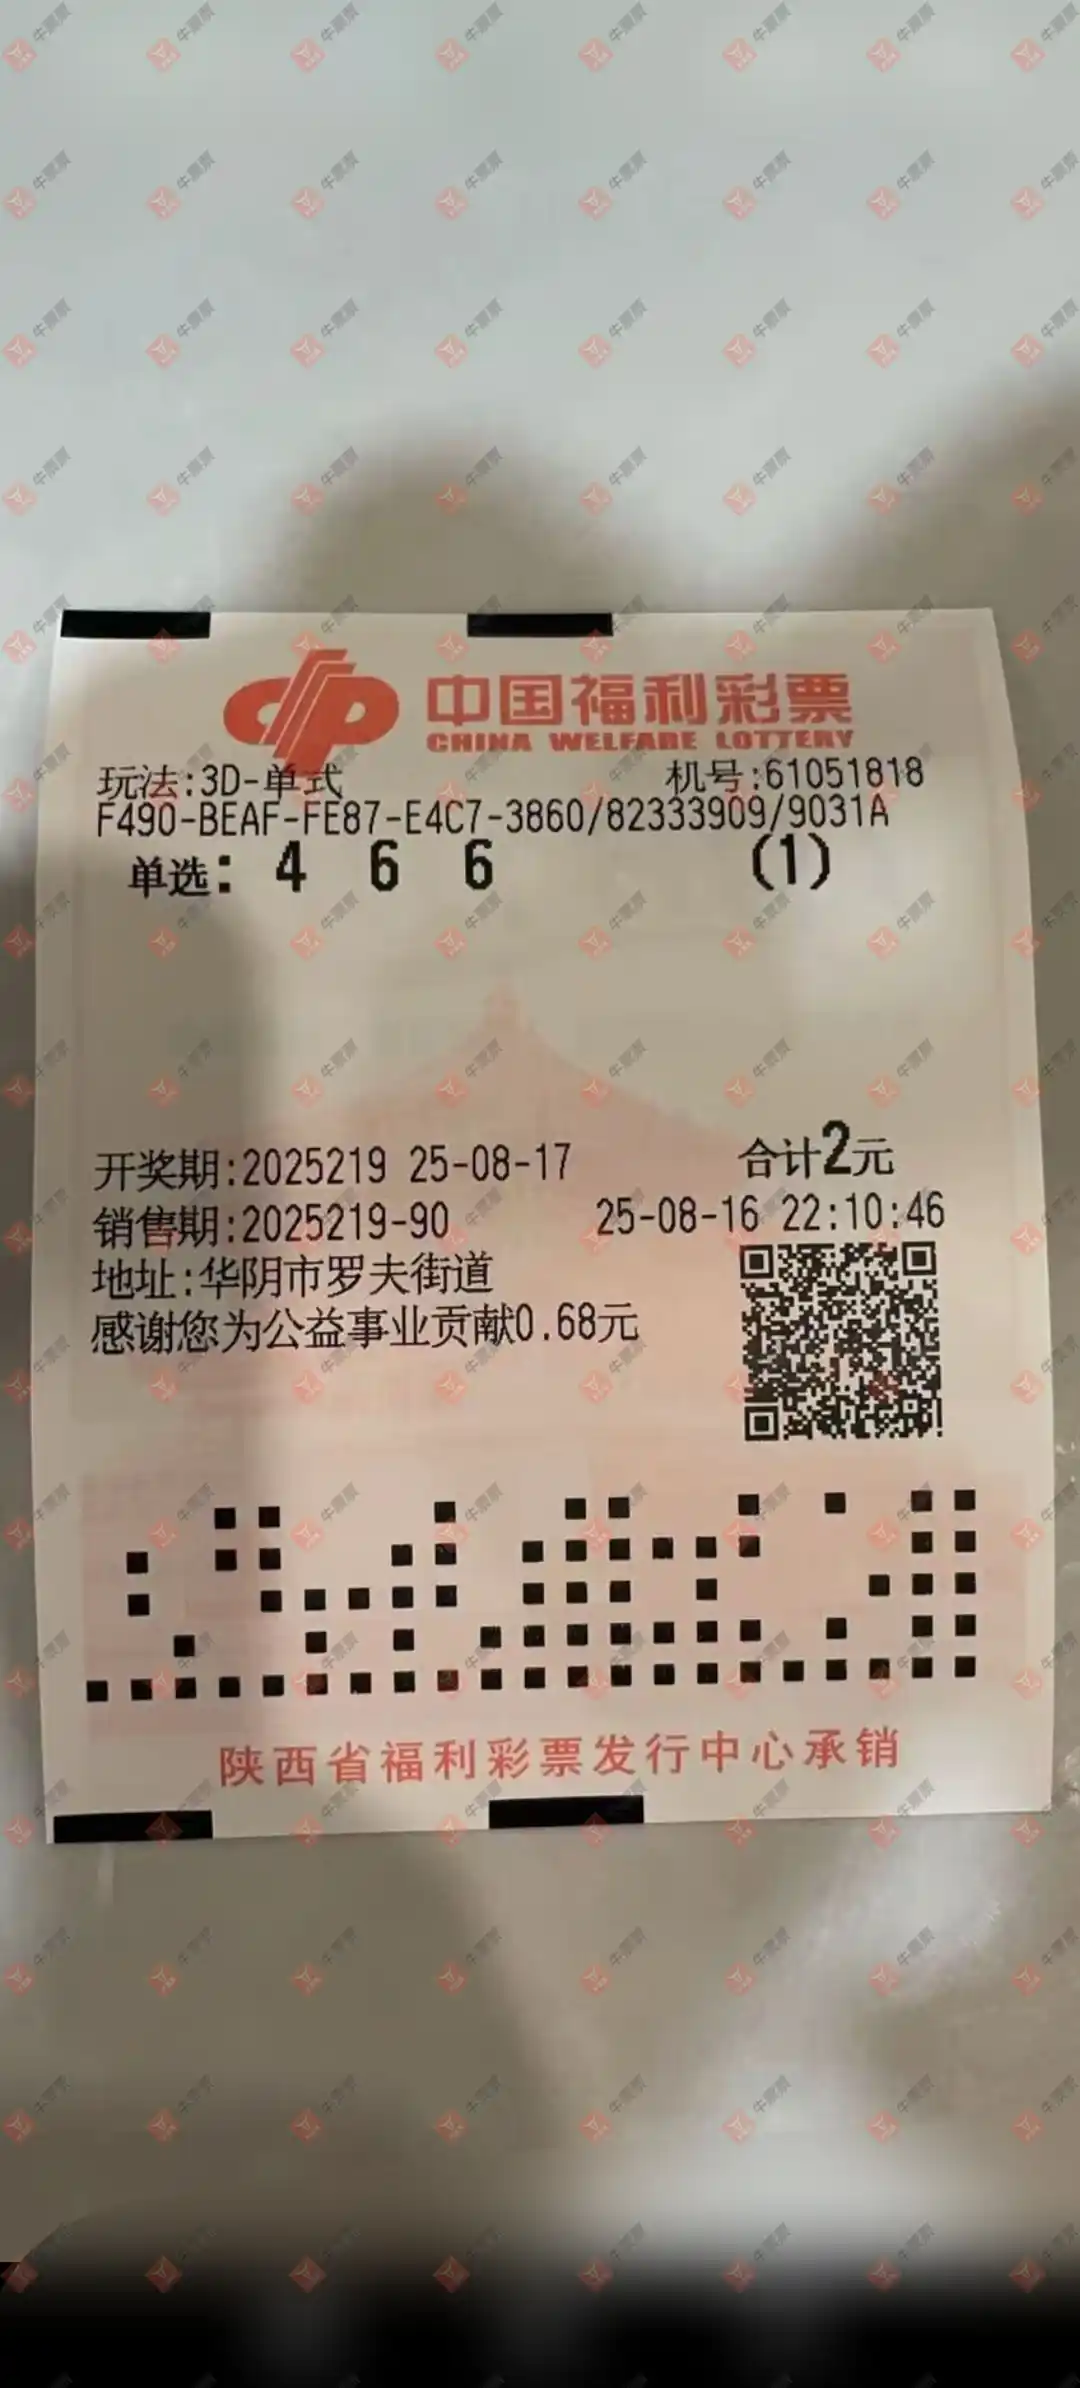 中国福利彩票
CHINA WELFARE LOTTERY
玩法:3D-单式 机号:61051818
F490-BEAF-FE87-E4C7-3860/82333909/9031A
单选: 4 6 6 (1)
开奖期:2025219 25-08-17 合计2元
销售期:2025219-90 25-08-16 22:10:46
地址:华阴市罗夫街道
感谢您为公益事业贡献0.68元
陕西省福利彩票发行中心承销
牛票票